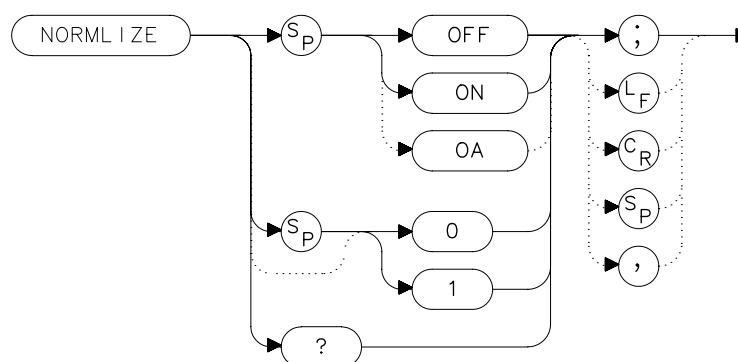 NORMLIZE SP OFF ;
ON LF
OA CR
SP 0 SP
1 ,
?